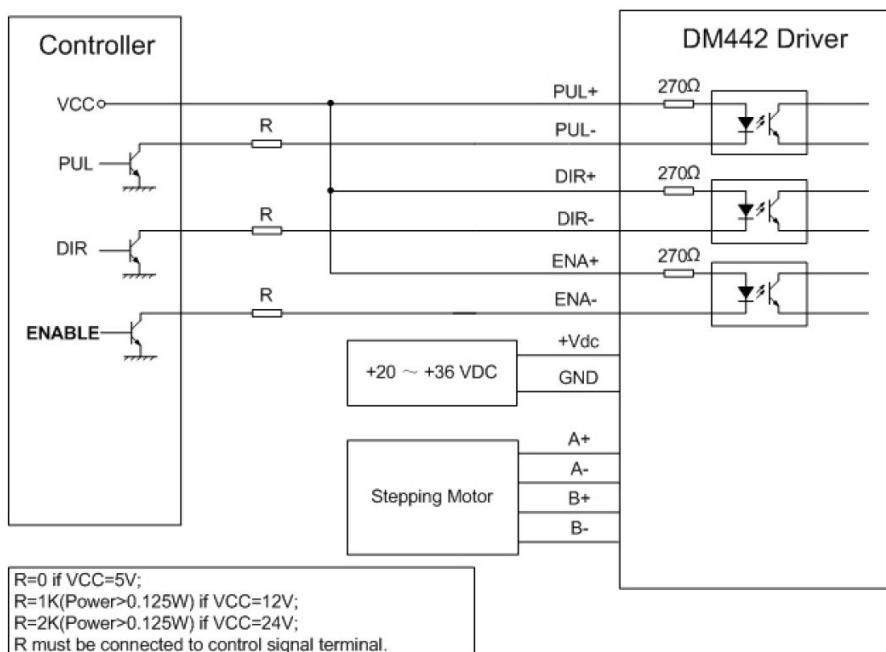 Controller
DM442 Driver
VCC
PUL+
270Ω
R
PUL-
PUL
DIR+
270Ω
R
DIR-
DIR
ENA+
270Ω
R
ENA-
ENABLE
+Vdc
+20 ~ +36 VDC
GND
A+
A-
Stepping Motor
B+
B-
R=0 if VCC=5V;
R=1K(Power>0.125W) if VCC=12V;
R=2K(Power>0.125W) if VCC=24V;
R must be connected to control signal terminal.